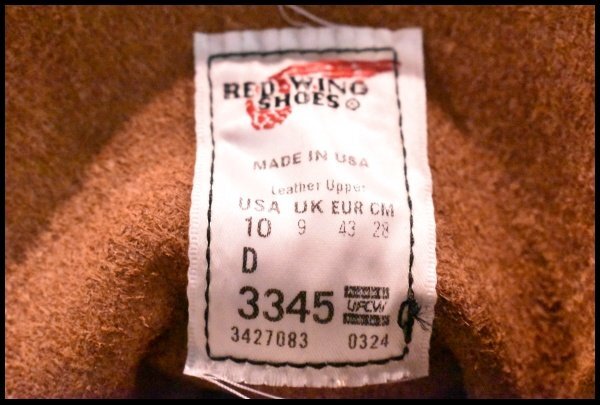 RED WING
SHOES ®
MADE IN USA
Leather Upper
USA UK EUR CM
10 9 43 28
D
3345 UFCW
3427083 0324